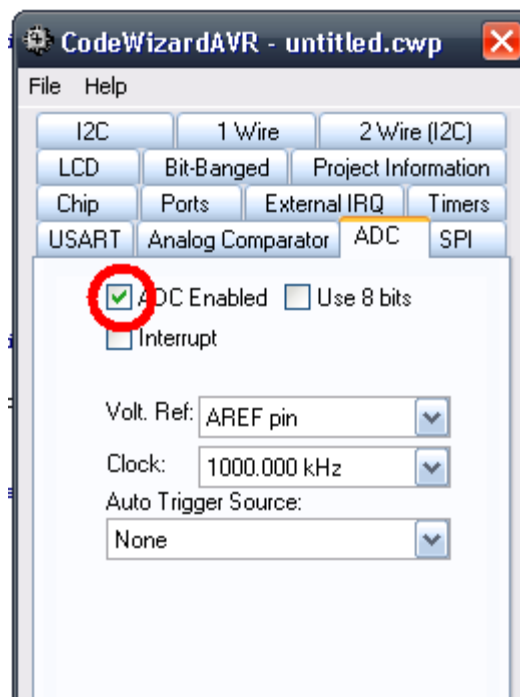 CodeWizardAVR - untitled.cwp
File Help
I2C 1 Wire 2 Wire (I2C)
LCD Bit-Banged Project Information
Chip Ports External IRQ Timers
USART Analog Comparator ADC SPI
ADC Enabled Use 8 bits
Interrupt
Volt. Ref: AREF pin
Clock: 1000.000 kHz
Auto Trigger Source:
None